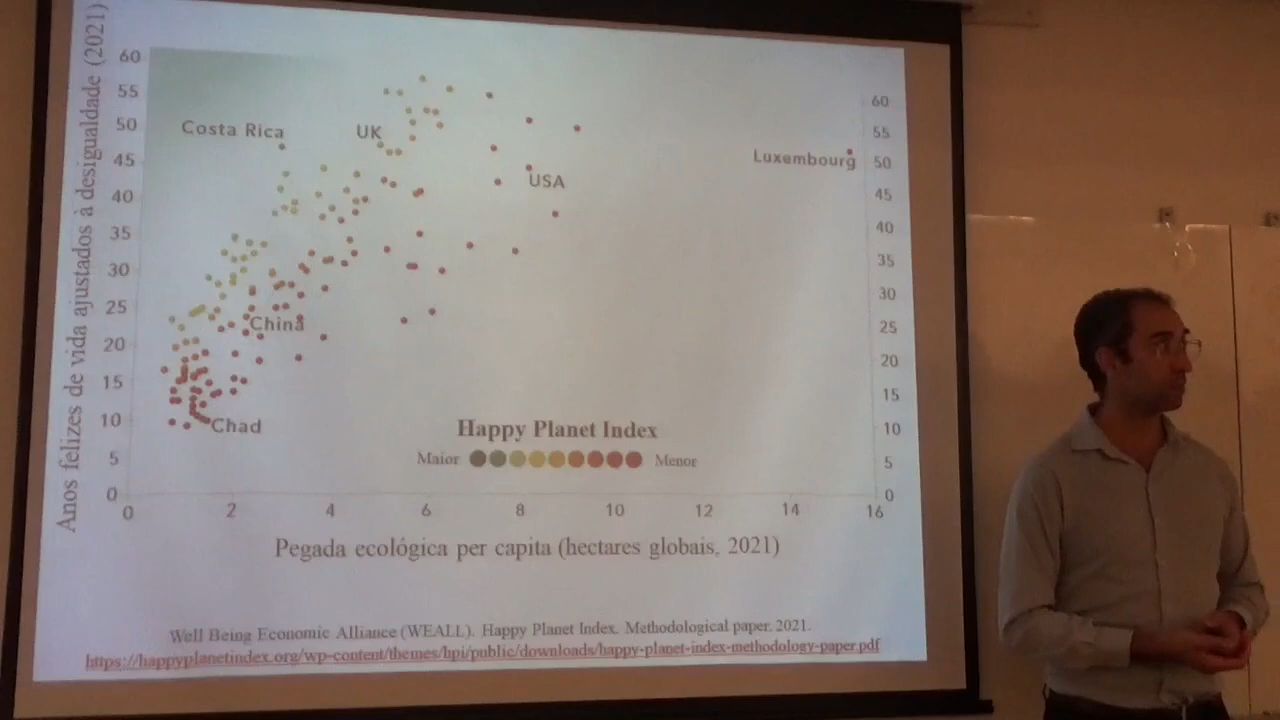 Anos felizes de vida ajustados à desigualdade (2021)
60
55
50
45
40
35
30
25
20
15
10
5
0
Costa Rica
UK
USA
Luxembourg
China
Chad
60
55
50
45
40
35
30
25
20
15
10
5
0
Happy Planet Index
Maior Menor
0 2 4 6 8 10 12 14 16
Pegada ecológica per capita (hectares globais, 2021)
Well Being Economic Alliance (WEALL). Happy Planet Index. Methodological paper. 2021.
https://happyplanetindex.org/wp-content/themes/hpi/public/downloads/happy-planet-index-methodology-paper.pdf